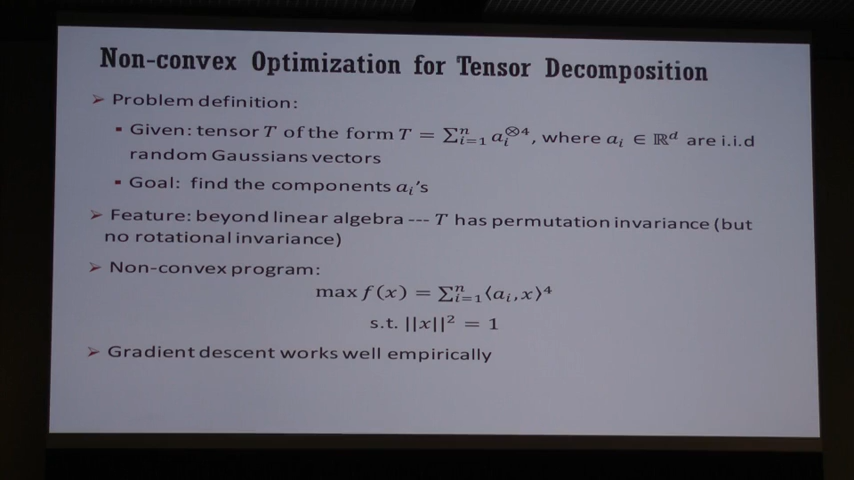 Non-convex Optimization for Tensor Decomposition
➢ Problem definition:
▪ Given: tensor T of the form T = ∑ⁿᵢ₌₁ aᵢ^⊗4, where aᵢ ∈ ℝᵈ are i.i.d
random Gaussians vectors
▪ Goal: find the components aᵢ's
➢ Feature: beyond linear algebra --- T has permutation invariance (but
no rotational invariance)
➢ Non-convex program:
max f(x) = ∑ⁿᵢ₌₁⟨aᵢ, x⟩⁴
s.t. ||x||² = 1
➢ Gradient descent works well empirically